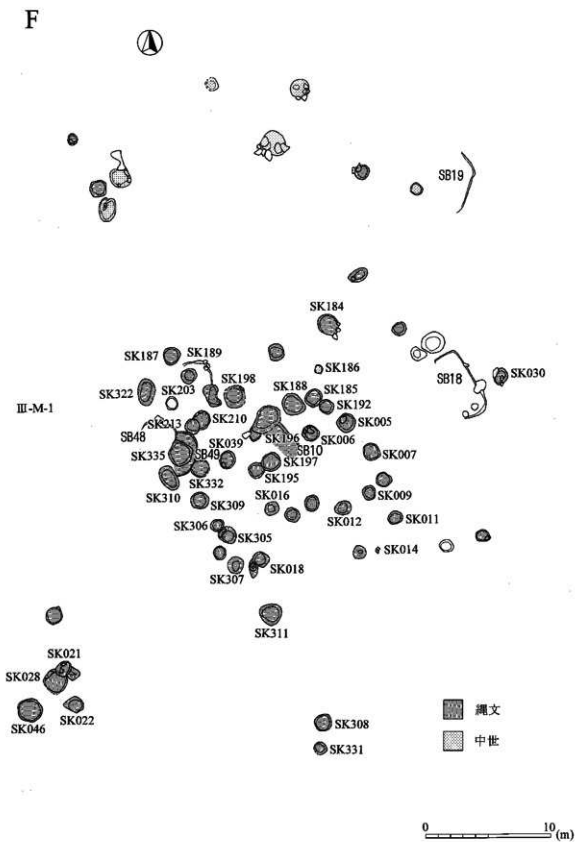 F
SB19
SK184
SK187
SK189
SK186
SB18
SK030
SK322
SK203
SK198
SK188
SK185
SK192
III-M-1
SK213
SK210
SK005
SB48
SK039
SK196
SK006
SK335
SB49
SB10
SK007
SK197
SK332
SK195
SK310
SK309
SK016
SK009
SK012
SK011
SK306
SK305
SK014
SK307
SK018
SK311
SK021
SK028
SK022
SK046
SK308
縄文
SK331
中世
0 10
(m)